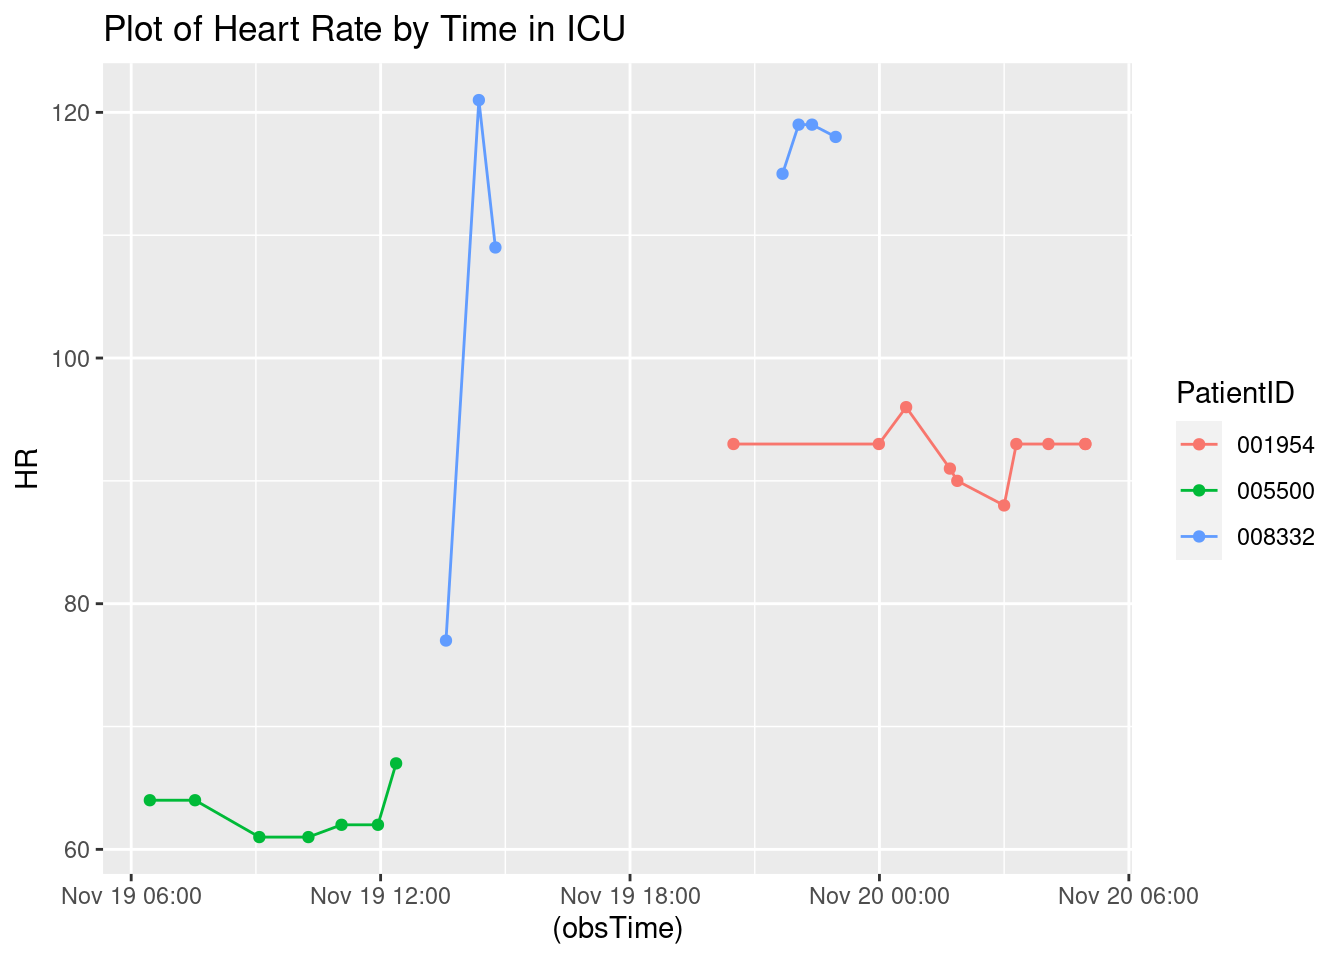 Plot of Heart Rate by Time in ICU
120
100
80
60
HR
Nov 19 06:00
Nov 19 12:00
Nov 19 18:00
Nov 20 00:00
Nov 20 06:00
(obsTime)
PatientID
001954
005500
008332